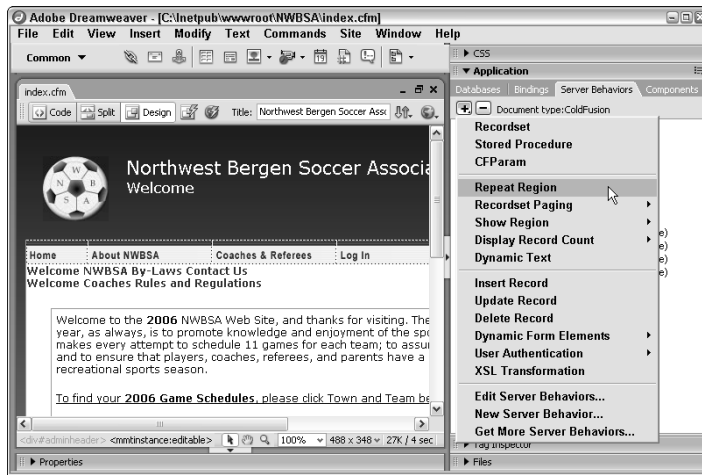 Adobe Dreamweaver - [C:\Inetpub\wwwroot\NWBSA\index.cfm]
File Edit View Insert Modify Text Commands Site Window Help
Common
CSS
Application
Databases Bindings Server Behaviors Components
Document type:ColdFusion
index.cfm
Code Split Design Title: Northwest Bergen Soccer Asso
W
N B
S A
Northwest Bergen Soccer Associa
Welcome
Home About NWBSA Coaches & Referees Log In
Welcome NWBSA By-Laws Contact Us
Welcome Coaches Rules and Regulations
Welcome to the 2006 NWBSA Web Site, and thanks for visiting. The
year, as always, is to promote knowledge and enjoyment of the spo
makes every attempt to schedule 11 games for each team; to assu
and to ensure that players, coaches, referees, and parents have a
recreational sports season.
To find your 2006 Game Schedules, please click Town and Team be
<div#adminheader> <mmtinstance:editable> 100% 488 x 348 27K / 4 sec
Properties
Recordset
Stored Procedure
CFParam
Repeat Region
Recordset Paging
Show Region
Display Record Count
Dynamic Text
Insert Record
Update Record
Delete Record
Dynamic Form Elements
User Authentication
XSL Transformation
Edit Server Behaviors...
New Server Behavior...
Get More Server Behaviors...
e)
e)
e)
e)
Tag Inspector
Files